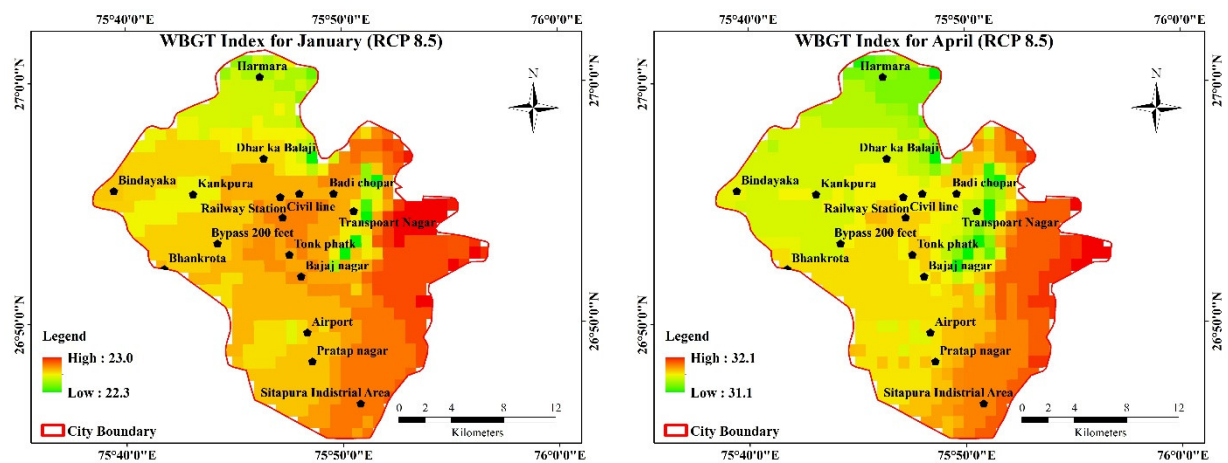 75°40'0"E 75°50'0"E 76°0'0"E
WBGT Index for January (RCP 8.5)
Harmara
N
27°0'0"N
Dhar ka Balaji
Bindayaka
Kankpura
Badi chopar
Railway Station
Civil line
Transpoart Nagar
Bypass 200 feet
Tonk phatk
Bhankrota
Bajaj nagar
26°50'0"N
Legend
Airport
High : 23.0
Pratap nagar
Low : 22.3
Sitapura Indistrial Area
0 2 4 8 12
City Boundary
Kilometers
75°40'0"E 75°50'0"E 76°0'0"E
75°40'0"E 75°50'0"E 76°0'0"E
WBGT Index for April (RCP 8.5)
Harmara
N
27°0'0"N
27°0'0"N
Dhar ka Balaji
Bindayaka
Kankpura
Badi chopar
Railway Station
Civil line
Transpoart Nagar
Bypass 200 feet
Tonk phatk
Bhankrota
Bajaj nagar
26°50'0"N
26°50'0"N
Legend
Airport
High : 32.1
Pratap nagar
Low : 31.1
Sitapura Indistrial Area
0 2 4 8 12
City Boundary
Kilometers
75°40'0"E 75°50'0"E 76°0'0"E